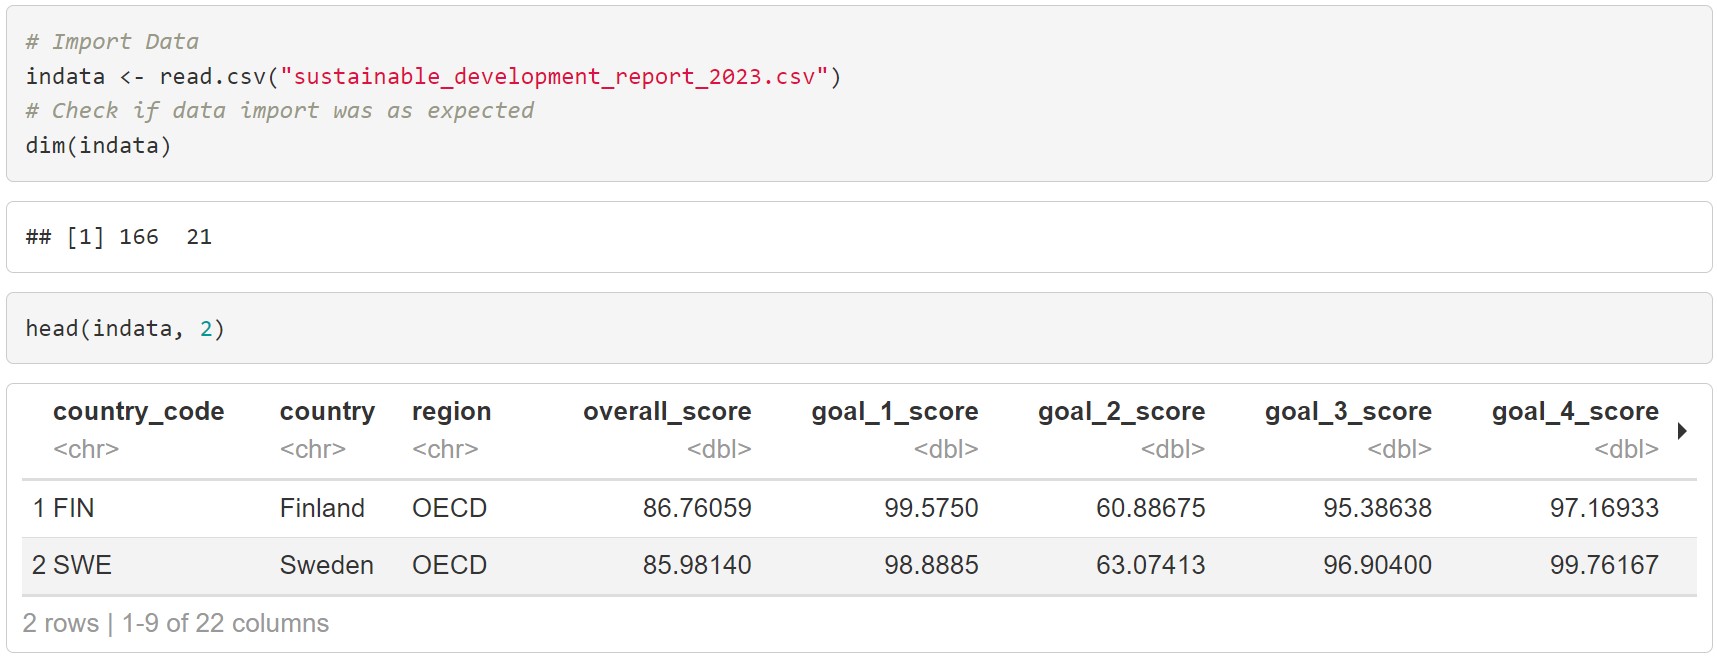 # Import Data
indata <- read.csv("sustainable_development_report_2023.csv")
# Check if data import was as expected
dim(indata)
## [1] 166  21
head(indata, 2)
country_code country region overall_score goal_1_score goal_2_score goal_3_score goal_4_score
<chr> <chr> <chr> <dbl> <dbl> <dbl> <dbl> <dbl>
1 FIN Finland OECD 86.76059 99.5750 60.88675 95.38638 97.16933
2 SWE Sweden OECD 85.98140 98.8885 63.07413 96.90400 99.76167
2 rows | 1-9 of 22 columns